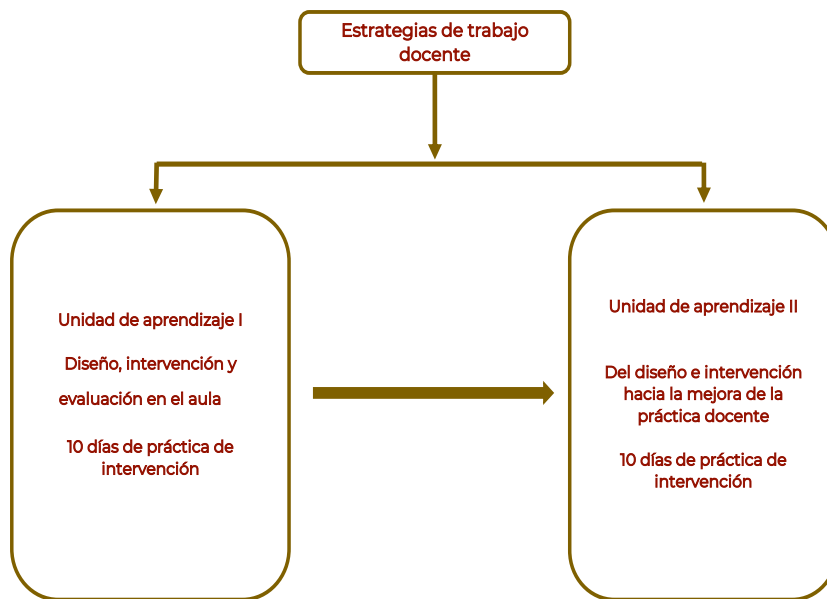 Estrategias de trabajo
docente
Unidad de aprendizaje I
Diseño, intervención y
evaluación en el aula
10 días de práctica de
intervención
Unidad de aprendizaje II
Del diseño e intervención
hacia la mejora de la
práctica docente
10 días de práctica de
intervención